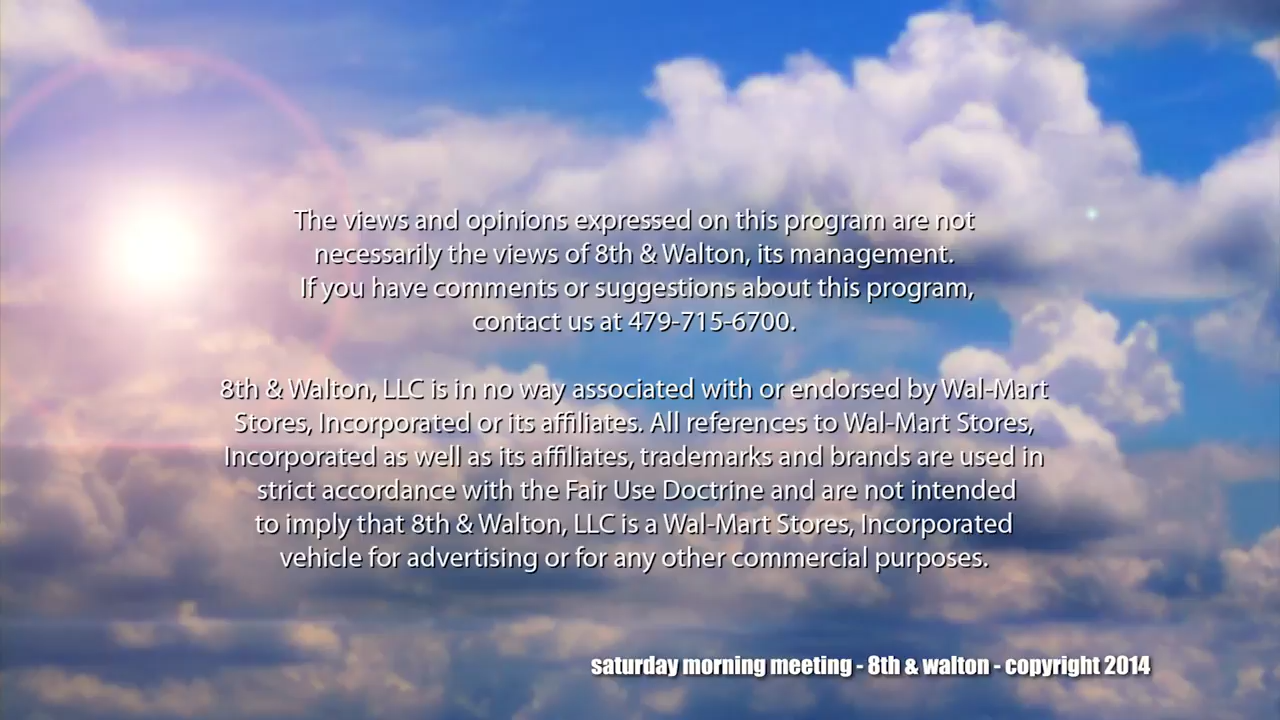 The views and opinions expressed on this program are not
necessarily the views of 8th & Walton, its management.
If you have comments or suggestions about this program,
contact us at 479-715-6700.
8th & Walton, LLC is in no way associated with or endorsed by Wal-Mart
Stores, Incorporated or its affiliates. All references to Wal-Mart Stores,
Incorporated as well as its affiliates, trademarks and brands are used in
strict accordance with the Fair Use Doctrine and are not intended
to imply that 8th & Walton, LLC is a Wal-Mart Stores, Incorporated
vehicle for advertising or for any other commercial purposes.
saturday morning meeting - 8th & walton - copyright 2014